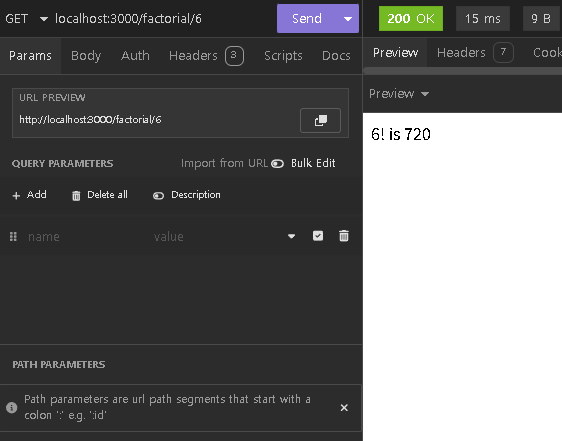 GET localhost:3000/factorial/6 Send 200 OK 15 ms 9 B
Params Body Auth Headers 3 Scripts Docs
Preview Headers 7 Cook
URL PREVIEW
http://localhost:3000/factorial/6
Preview
6! is 720
QUERY PARAMETERS Import from URL Bulk Edit
Add Delete all Description
name value
PATH PARAMETERS
Path parameters are url path segments that start with a
colon ':' e.g. ':id'